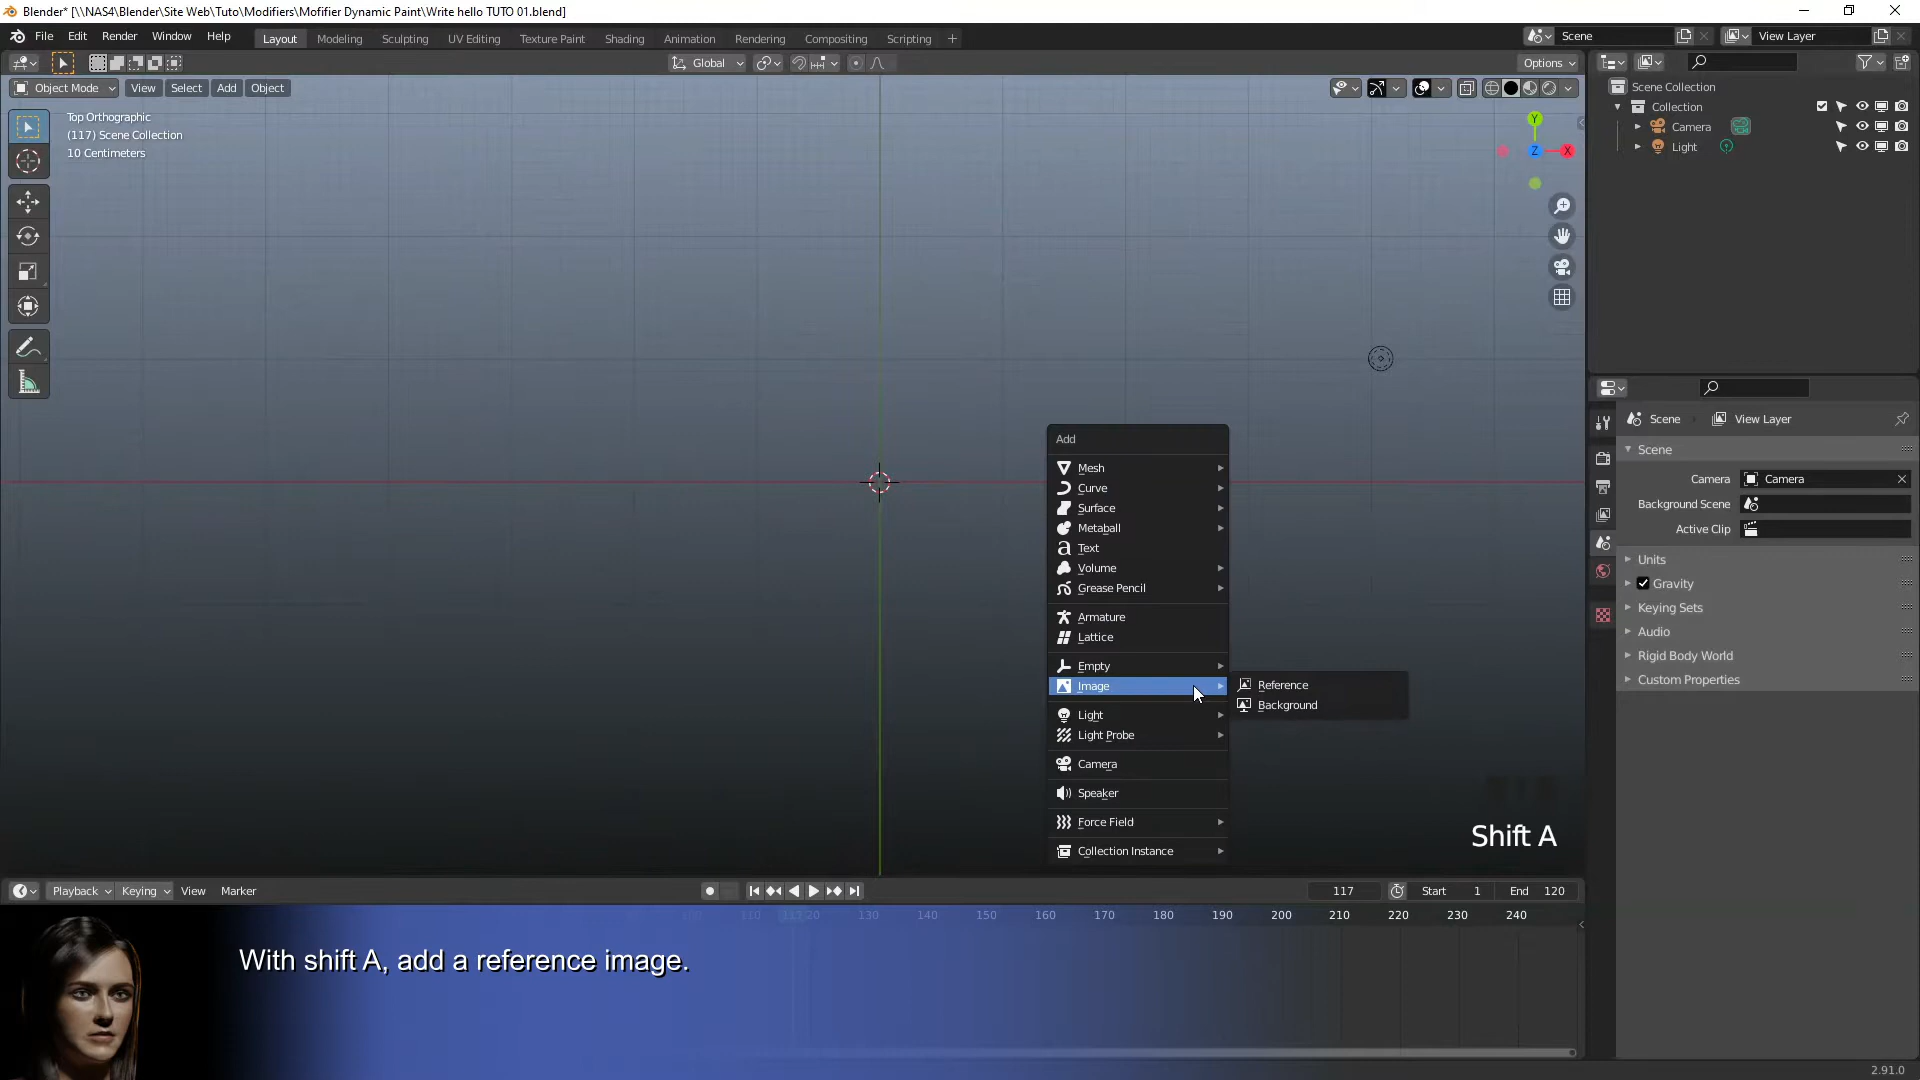 Blender* [\\NAS4\Blender\Site Web\Tuto\Modifiers\Mofifier Dynamic Paint\Write hello TUTO 01.blend]
File Edit Render Window Help Layout Modeling Sculpting UV Editing Texture Paint Shading Animation Rendering Compositing Scripting + Scene View Layer
Global Options
Object Mode View Select Add Object
Top Orthographic
(117) Scene Collection
10 Centimeters
Y
Z X
Scene Collection
Collection
Camera
Light
Scene View Layer
Scene
Camera Camera
Background Scene
Active Clip
Units
Gravity
Keying Sets
Audio
Rigid Body World
Custom Properties
Add
Mesh
Curve
Surface
Metaball
Text
Volume
Grease Pencil
Armature
Lattice
Empty
Image
Light
Light Probe
Camera
Speaker
Force Field
Collection Instance
Reference
Background
Shift A
Playback Keying View Marker 117 Start 1 End 120
100 110 117 20 130 140 150 160 170 180 190 200 210 220 230 240
With shift A, add a reference image.
2.91.0